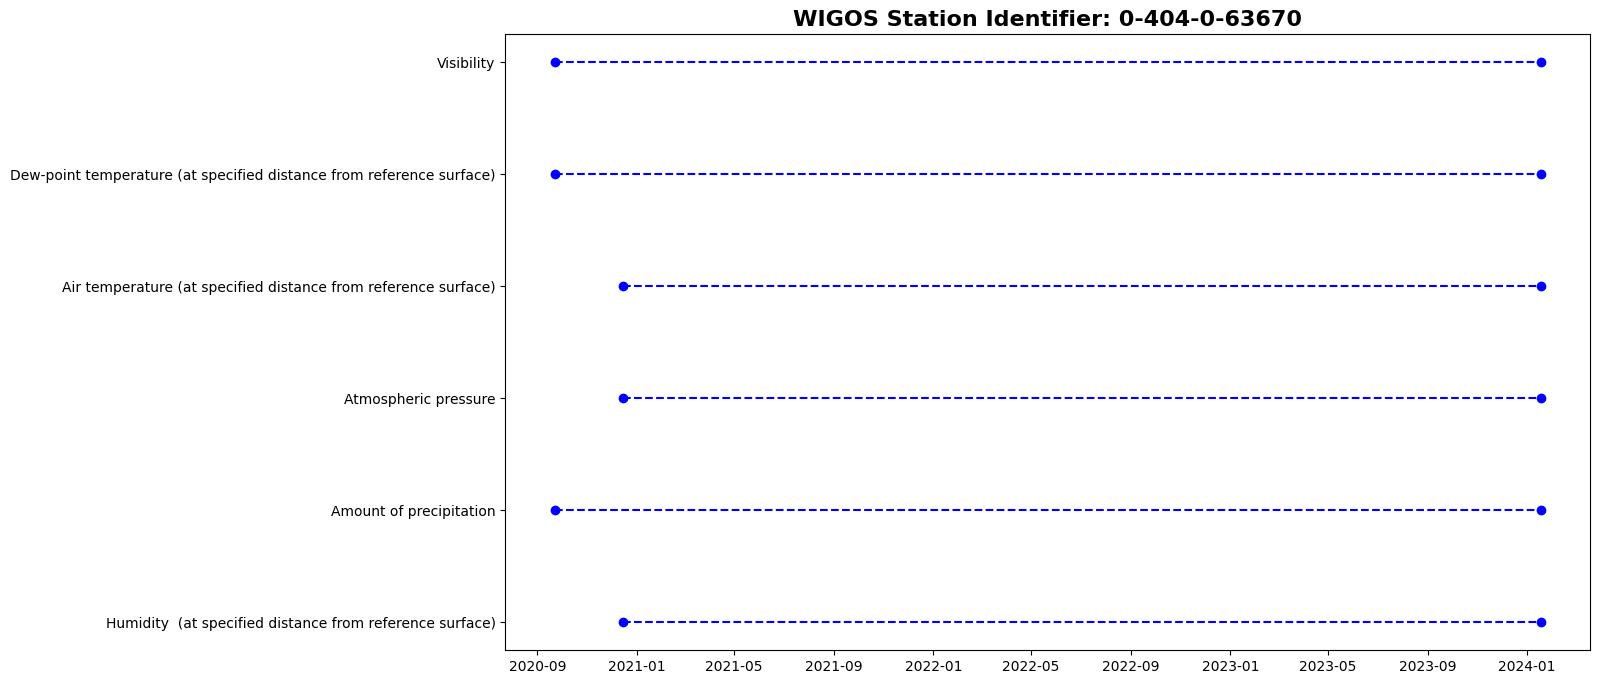 WIGOS Station Identifier: 0-404-0-63670
Visibility
Dew-point temperature (at specified distance from reference surface)
Air temperature (at specified distance from reference surface)
Atmospheric pressure
Amount of precipitation
Humidity  (at specified distance from reference surface)
2020-09 2021-01 2021-05 2021-09 2022-01 2022-05 2022-09 2023-01 2023-05 2023-09 2024-01